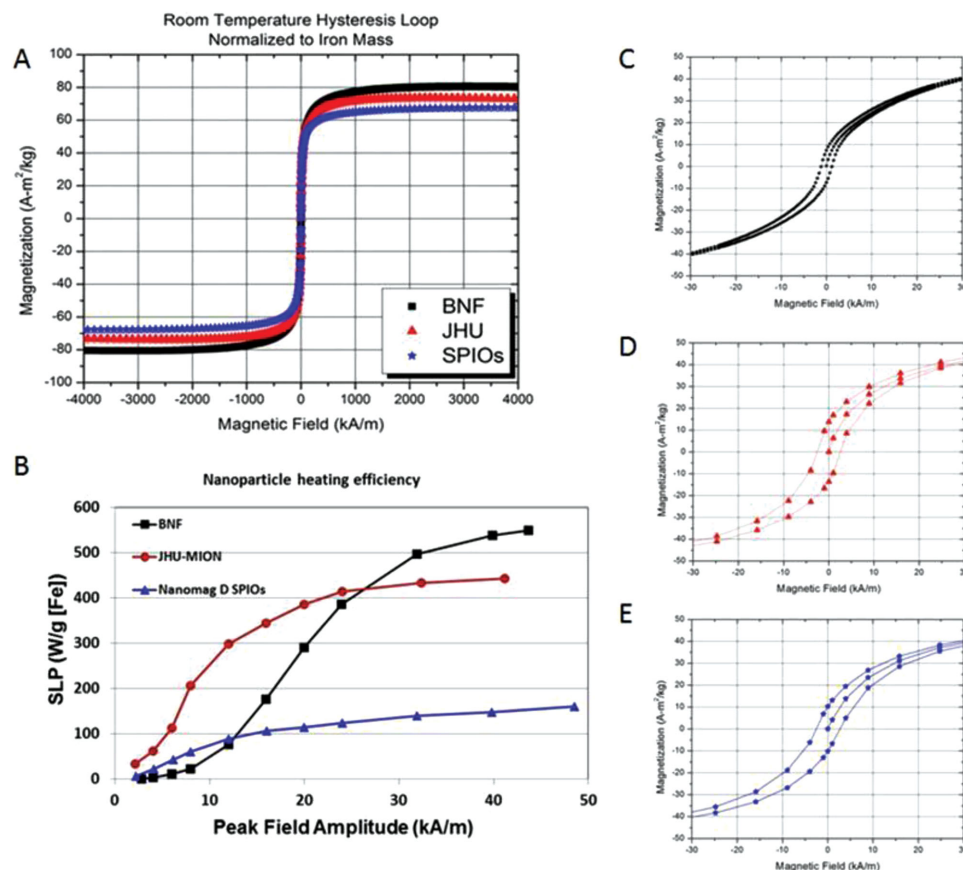 Room Temperature Hysteresis Loop
Normalized to Iron Mass
A
Magnetization (A-m²/kg)
100
80
60
40
20
0
-20
-40
-60
-80
-100
-4000 -3000 -2000 -1000 0 1000 2000 3000 4000
Magnetic Field (kA/m)
BNF
JHU
SPIOs
B
Nanoparticle heating efficiency
SLP (W/g [Fe])
600
500
400
300
200
100
0
BNF
JHU-MION
Nanomag D SPIOs
0 10 20 30 40 50
Peak Field Amplitude (kA/m)
C
Magnetization (A-m²/kg)
50
40
30
20
10
0
-10
-20
-30
-40
-50
-30 -20 -10 0 10 20 30
Magnetic Field (kA/m)
D
Magnetization (A-m²/kg)
50
40
30
20
10
0
-10
-20
-30
-40
-50
-30 -20 -10 0 10 20 30
Magnetic Field (kA/m)
E
Magnetization (A-m²/kg)
50
40
30
20
10
0
-10
-20
-30
-40
-50
-30 -20 -10 0 10 20 30
Magnetic Field (kA/m)